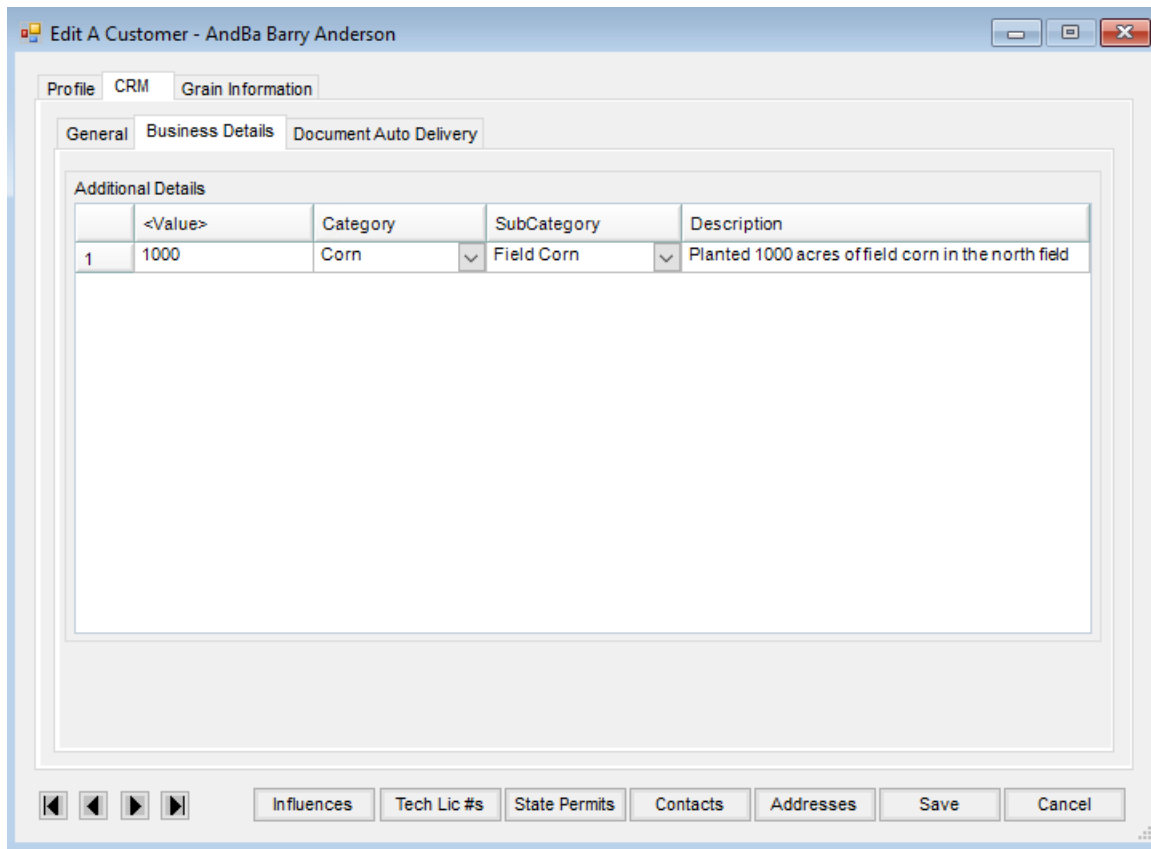 Edit A Customer - AndBa Barry Anderson
Profile CRM Grain Information
General Business Details Document Auto Delivery
Additional Details
<Value> Category SubCategory Description
1 1000 Corn Field Corn Planted 1000 acres of field corn in the north field
Influences Tech Lic #s State Permits Contacts Addresses Save Cancel